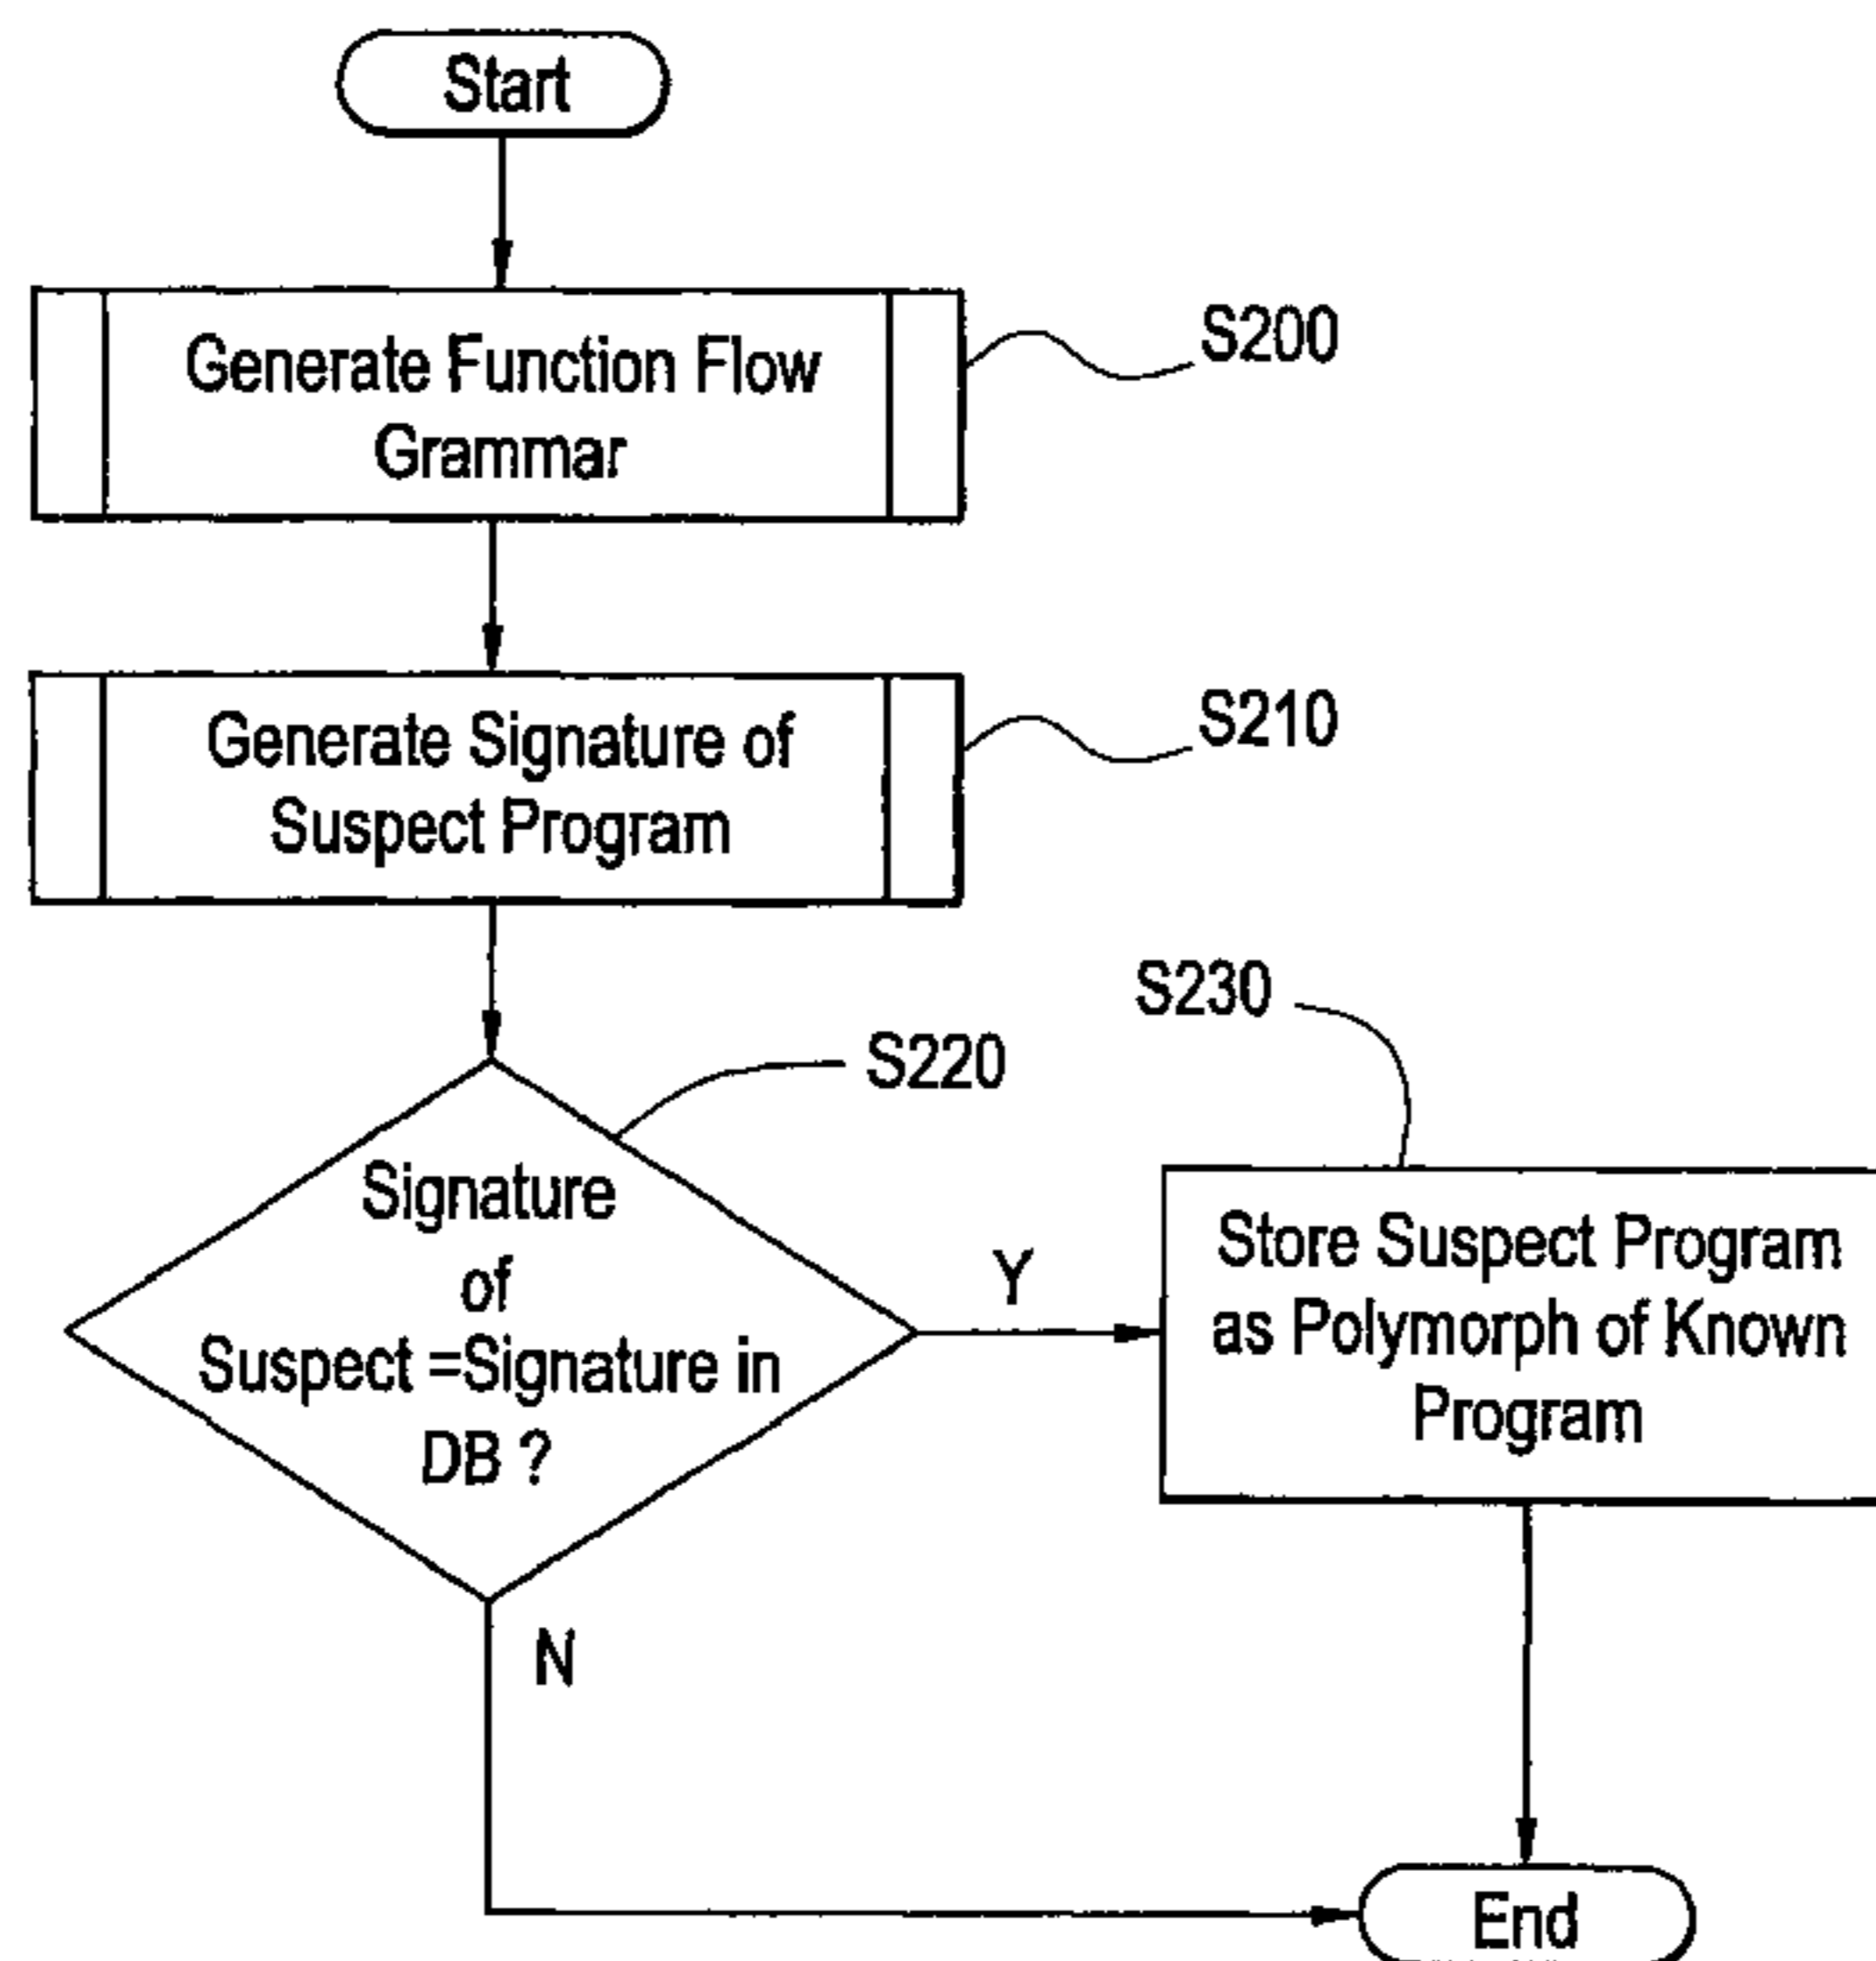 Start
Generate Function Flow
Grammar
S200
Generate Signature of
Suspect Program
S210
S220
Signature
of
Suspect =Signature in
DB ?
Y
N
S230
Store Suspect Program
as Polymorph of Known
Program
End